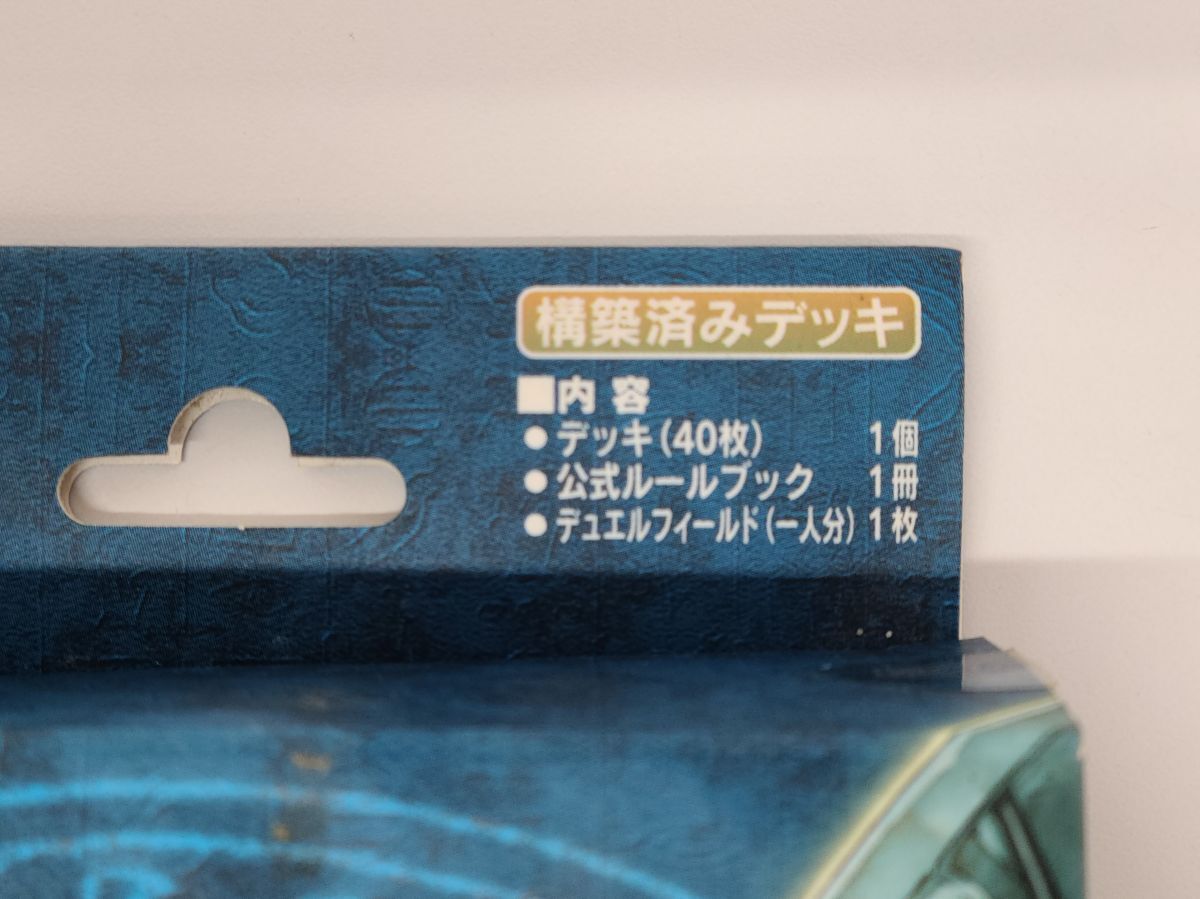 構築済みデッキ
■内容
●デッキ(40枚) 1個
●公式ルールブック 1冊
●デュエルフィールド(一人分) 1枚